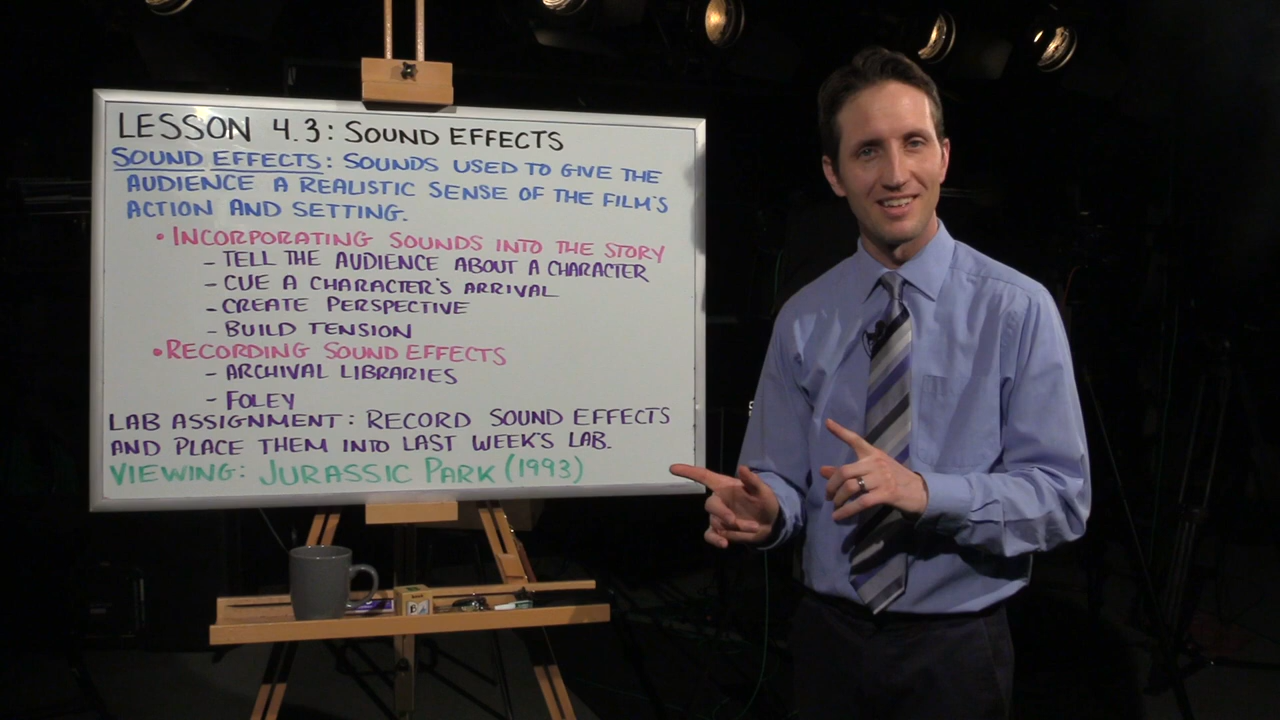 LESSON 4.3: SOUND EFFECTS
SOUND EFFECTS: SOUNDS USED TO GIVE THE
AUDIENCE A REALISTIC SENSE OF THE FILM'S
ACTION AND SETTING.
• INCORPORATING SOUNDS INTO THE STORY
- TELL THE AUDIENCE ABOUT A CHARACTER
- CUE A CHARACTER'S ARRIVAL
- CREATE PERSPECTIVE
- BUILD TENSION
• RECORDING SOUND EFFECTS
- ARCHIVAL LIBRARIES
- FOLEY
LAB ASSIGNMENT: RECORD SOUND EFFECTS
AND PLACE THEM INTO LAST WEEK'S LAB.
VIEWING: JURASSIC PARK (1993)